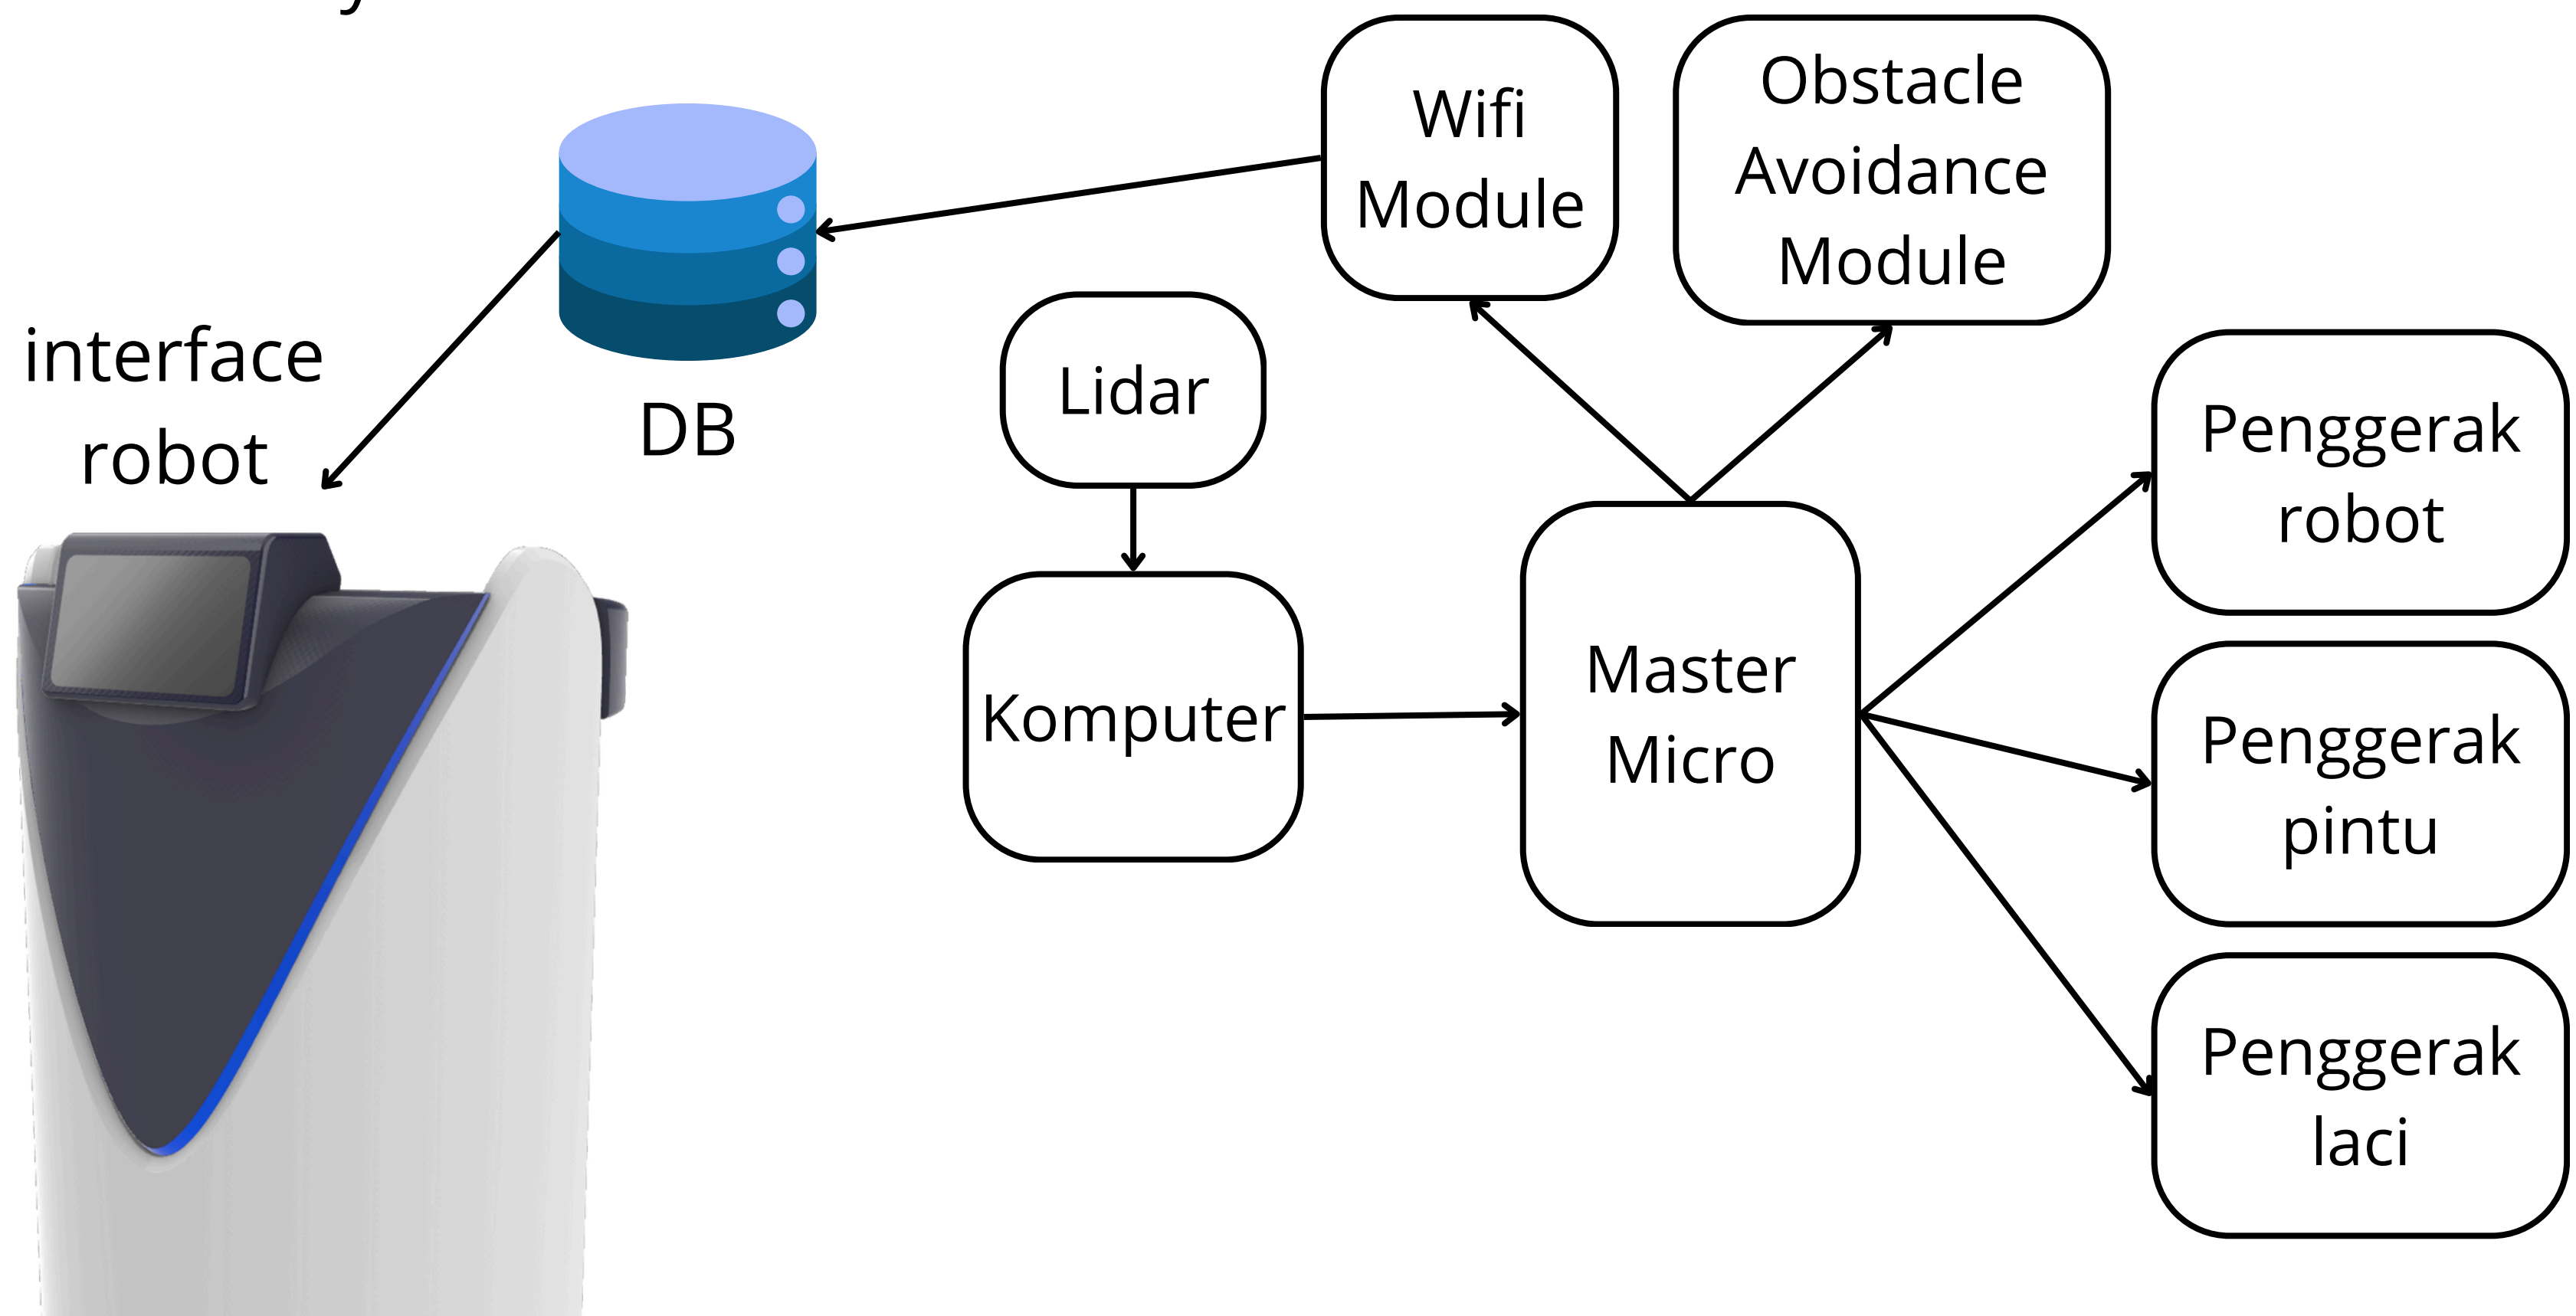 Wifi
Module
Obstacle
Avoidance
Module
interface
robot
DB
Lidar
Komputer
Master
Micro
Penggerak
robot
Penggerak
pintu
Penggerak
laci